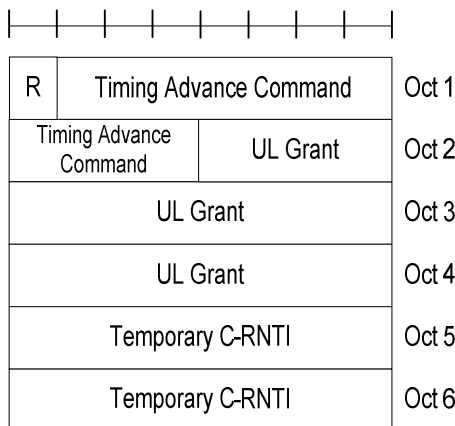 R Timing Advance Command Oct 1
Timing Advance
Command UL Grant Oct 2
UL Grant Oct 3
UL Grant Oct 4
Temporary C-RNTI Oct 5
Temporary C-RNTI Oct 6